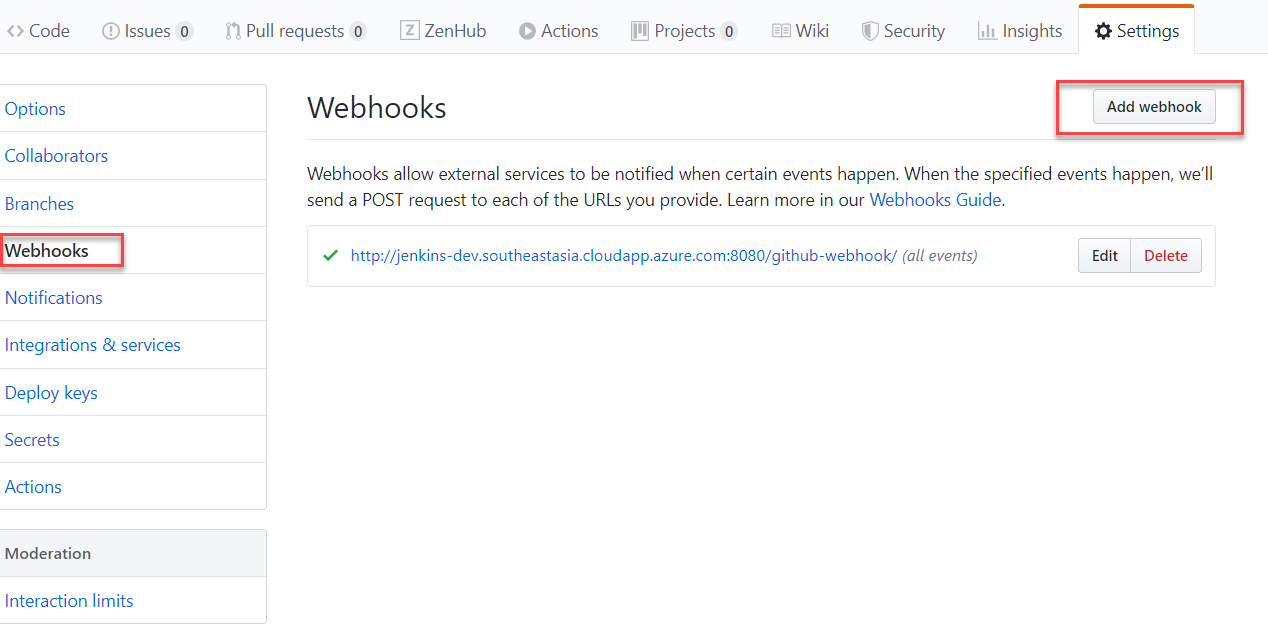 Code Issues 0 Pull requests 0 ZenHub Actions Projects 0 Wiki Security Insights Settings
Options
Collaborators
Branches
Webhooks
Notifications
Integrations & services
Deploy keys
Secrets
Actions
Moderation
Interaction limits
Webhooks
Add webhook
Webhooks allow external services to be notified when certain events happen. When the specified events happen, we’ll
send a POST request to each of the URLs you provide. Learn more in our Webhooks Guide.
http://jenkins-dev.southeastasia.cloudapp.azure.com:8080/github-webhook/ (all events) Edit Delete